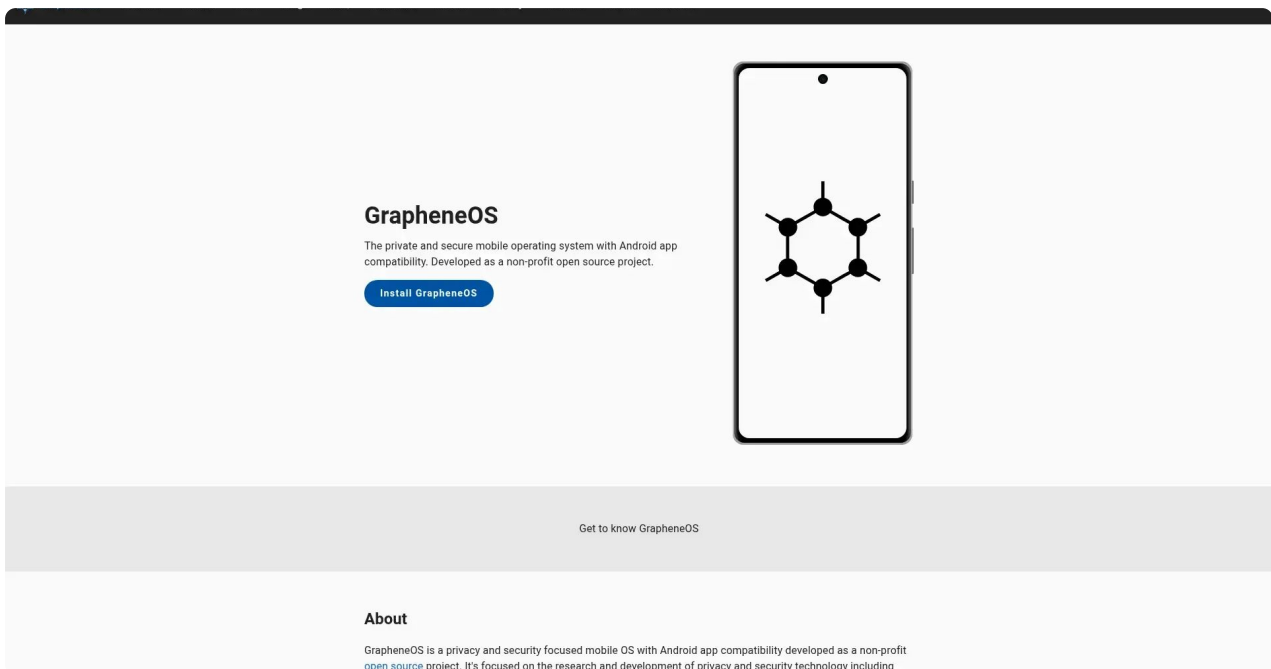 GrapheneOS
The private and secure mobile operating system with Android app
compatibility. Developed as a non-profit open source project.
Install GrapheneOS
Get to know GrapheneOS
About
GrapheneOS is a privacy and security focused mobile OS with Android app compatibility developed as a non-profit
open source project. It's focused on the research and development of privacy and security technology including